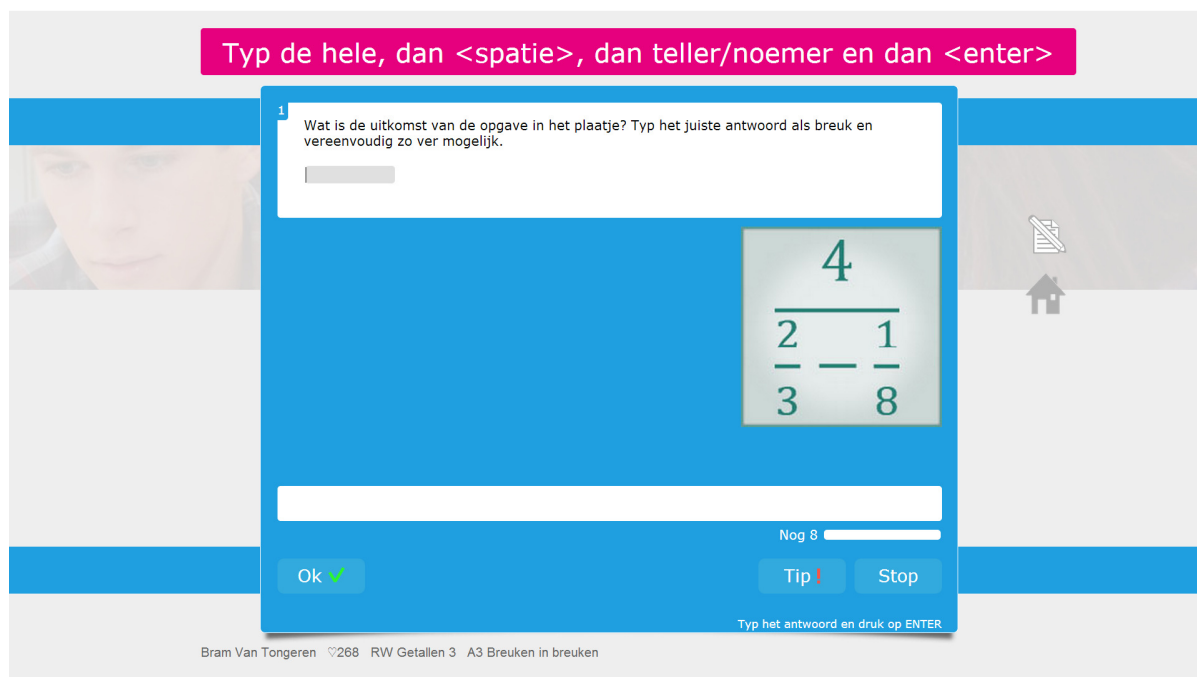 Typ de hele, dan <spatie>, dan teller/noemer en dan <enter>
1
Wat is de uitkomst van de opgave in het plaatje? Typ het juiste antwoord als breuk en
vereenvoudig zo ver mogelijk.
4
2 1
—
3 8
Nog 8
Ok Tip ! Stop
Typ het antwoord en druk op ENTER
Bram Van Tongeren ♡268 RW Getallen 3 A3 Breuken in breuken